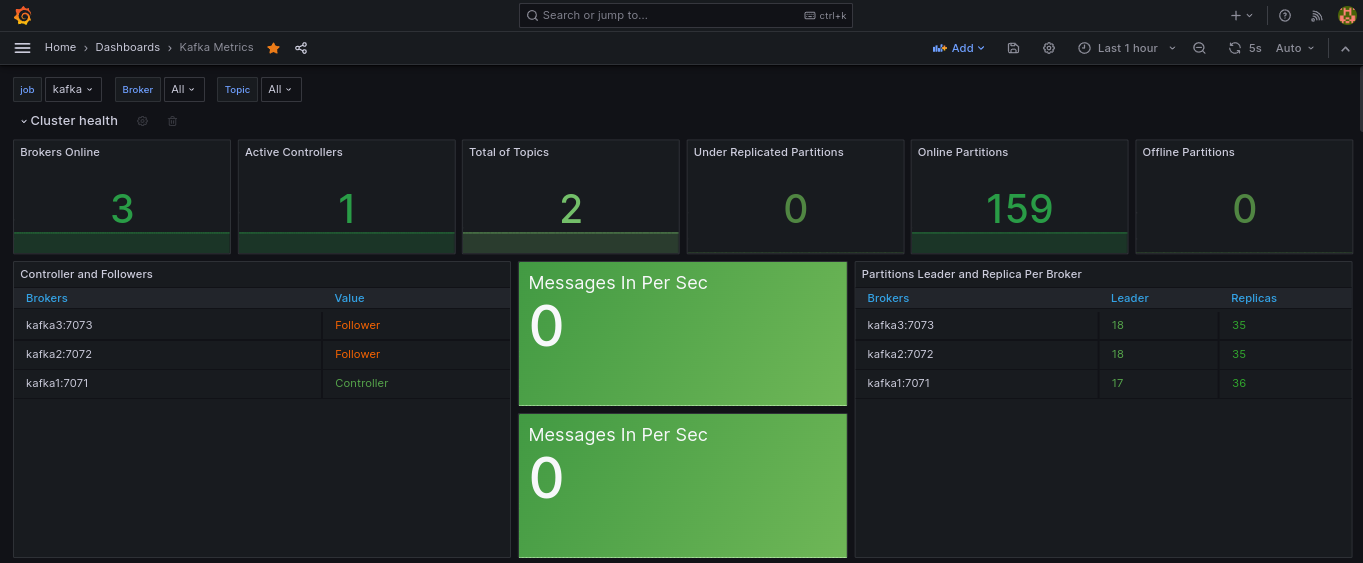 Search or jump to... ctrl+k
Home › Dashboards › Kafka Metrics Add Last 1 hour 5s Auto
job kafka Broker All Topic All
Cluster health
Brokers Online
3
Active Controllers
1
Total of Topics
2
Under Replicated Partitions
0
Online Partitions
159
Offline Partitions
0
Controller and Followers
Brokers Value
kafka3:7073 Follower
kafka2:7072 Follower
kafka1:7071 Controller
Messages In Per Sec
0
Messages In Per Sec
0
Partitions Leader and Replica Per Broker
Brokers Leader Replicas
kafka3:7073 18 35
kafka2:7072 18 35
kafka1:7071 17 36